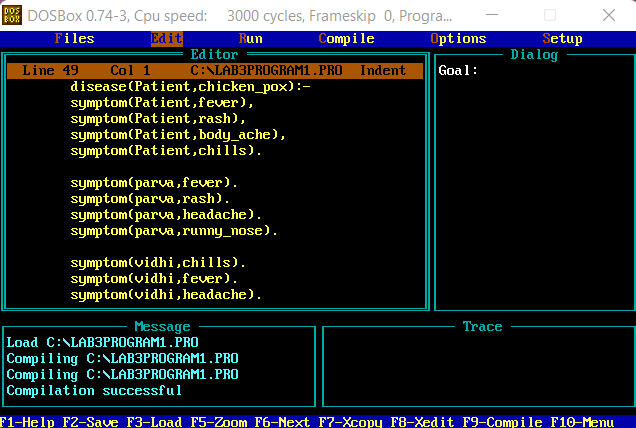 DOS
BOX
DOSBox 0.74-3, Cpu speed: 3000 cycles, Frameskip 0, Progra...
Files Edit Run Compile Options Setup
Editor
Line 49 Col 1 C:\LAB3PROGRAM1.PRO Indent
disease(Patient,chicken_pox):-
symptom(Patient,fever),
symptom(Patient,rash),
symptom(Patient,body_ache),
symptom(Patient,chills).
symptom(parva,fever).
symptom(parva,rash).
symptom(parva,headache).
symptom(parva,runny_nose).
symptom(vidhi,chills).
symptom(vidhi,fever).
symptom(vidhi,headache).
Dialog
Goal:
Message
Load C:\LAB3PROGRAM1.PRO
Compiling C:\LAB3PROGRAM1.PRO
Compiling C:\LAB3PROGRAM1.PRO
Compilation successful
Trace
F1-Help F2-Save F3-Load F5-Zoom F6-Next F7-Xcopy F8-Xedit F9-Compile F10-Menu